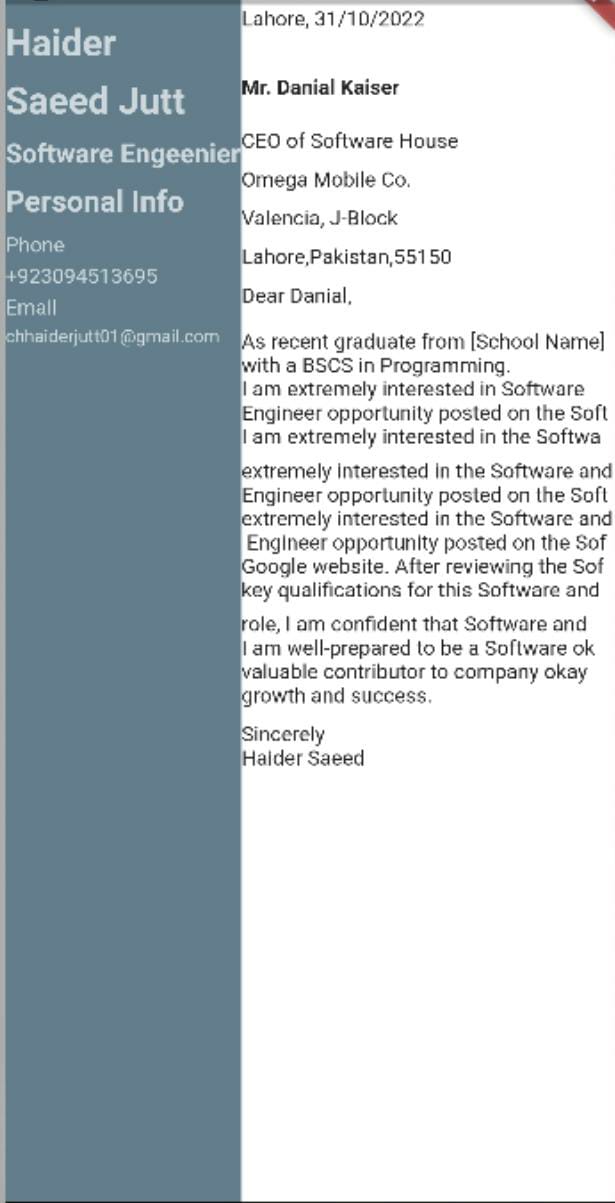 Haider
Saeed Jutt
Software Engeenier
Personal Info
Phone
+923094513695
Email
chhaiderjutt01@gmail.com
Lahore, 31/10/2022
Mr. Danial Kaiser
CEO of Software House
Omega Mobile Co.
Valencia, J-Block
Lahore,Pakistan,55150
Dear Danial,
As recent graduate from [School Name]
with a BSCS in Programming.
I am extremely interested in Software
Engineer opportunity posted on the Soft
I am extremely interested in the Softwa
extremely interested in the Software and
Engineer opportunity posted on the Soft
extremely interested in the Software and
Engineer opportunity posted on the Sof
Google website. After reviewing the Sof
key qualifications for this Software and
role, I am confident that Software and
I am well-prepared to be a Software ok
valuable contributor to company okay
growth and success.
Sincerely
Haider Saeed